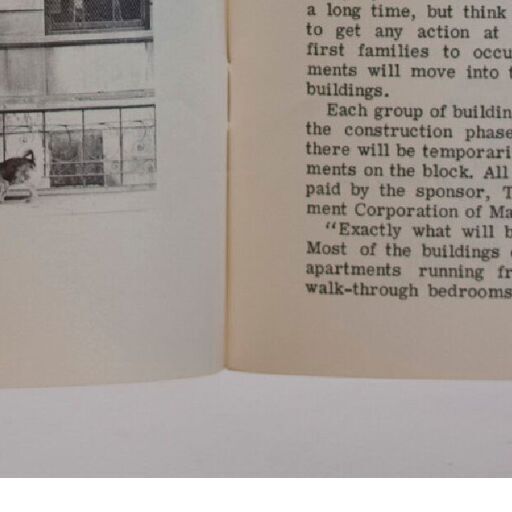 a long time, but think
to get any action at
first families to occu
ments will move into t
buildings.
Each group of buildin
the construction phase
there will be temporari
ments on the block. All
paid by the sponsor, T
ment Corporation of Ma
"Exactly what will b
Most of the buildings
apartments running fr
walk-through bedrooms